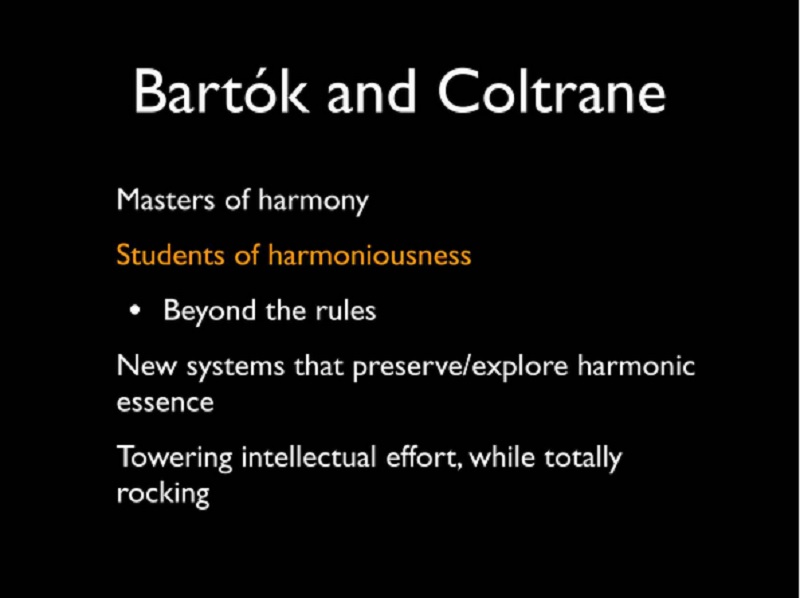 Bartók and Coltrane
Masters of harmony
Students of harmoniousness
• Beyond the rules
New systems that preserve/explore harmonic
essence
Towering intellectual effort, while totally
rocking